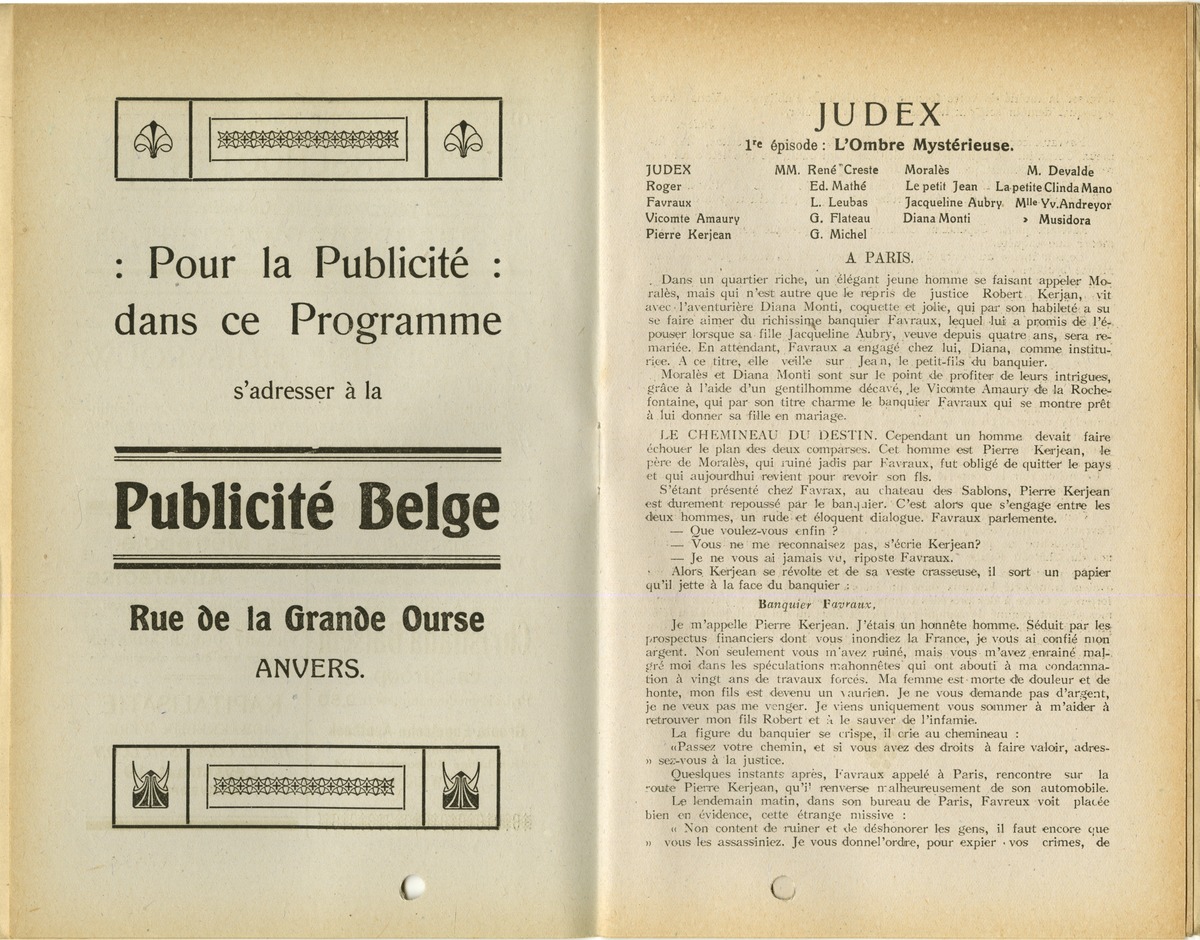 : Pour la Publicité :
dans ce Programme
s'adresser à la
Publicité Belge
Rue de la Grande Ourse
ANVERS.
JUDEX
1re épisode : L'Ombre Mystérieuse.
JUDEX MM. René Creste Moralès M. Devalde
Roger Ed. Mathé Le petit Jean La petite Clinda Mano
Favraux L. Leubas Jacqueline Aubry Mlle Yv. Andreyor
Vicomte Amaury G. Flateau Diana Monti » Musidora
Pierre Kerjean G. Michel
A PARIS.
Dans un quartier riche, un élégant jeune homme se faisant appeler Mo-
ralès, mais qui n'est autre que le repris de justice Robert Kerjan, vit
avec l'aventurière Diana Monti, coquette et jolie, qui par son habileté a su
se faire aimer du richissime banquier Favraux, lequel lui a promis de l'é-
pouser lorsque sa fille Jacqueline Aubry, veuve depuis quatre ans, sera re-
mariée. En attendant, Favraux a engagé chez lui, Diana, comme institu-
rice. A ce titre, elle veille sur Jean, le petit-fils du banquier.
Moralès et Diana Monti sont sur le point de profiter de leurs intrigues,
grâce à l'aide d'un gentilhomme décavé, le Vicomte Amaury de la Roche-
fontaine, qui par son titre charme le banquier Favraux qui se montre prêt
à lui donner sa fille en mariage.
LE CHEMINEAU DU DESTIN. Cependant un homme devait faire
échouer le plan des deux comparses. Cet homme est Pierre Kerjean, le
père de Moralès, qui ruiné jadis par Favraux, fut obligé de quitter le pays
et qui aujourdhui revient pour revoir son fls.
S'étant présenté chez Favrax, au chateau des Sablons, Pierre Kerjean
est durement repoussé par le banquier. C'est alors que s'engage entre les
deux hommes, un rude et éloquent dialogue. Favraux parlemente.
— Que voulez-vous enfin ?
— Vous ne me reconnaisez pas, s'écrie Kerjean?
— Je ne vous ai jamais vu, riposte Favraux.
Alors Kerjean se révolte et de sa veste crasseuse, il sort un papier
qu'il jette à la face du banquier :
Banquier Favraux,
Je m'appelle Pierre Kerjean. J'étais un honnête homme. Séduit par les
prospectus financiers dont vous inondiez la France, je vous ai confié mon
argent. Non seulement vous m'avez ruiné, mais vous m'avez enrainé mal-
gré moi dans les spéculations mahonnêtes qui ont abouti à ma condamna-
tion à vingt ans de travaux forcés. Ma femme est morte de douleur et de
honte, mon fils est devenu un vaurien. Je ne vous demande pas d'argent,
je ne veux pas me venger. Je viens uniquement vous sommer à m'aider à
retrouver mon fils Robert et à le sauver de l'infamie.
La figure du banquier se crispe, il crie au chemineau :
«Passez votre chemin, et si vous avez des droits à faire valoir, adres-
» sez-vous à la justice.
Queslques instants après, Favraux appelé à Paris, rencontre sur la
route Pierre Kerjean, qu'il renverse malheureusement de son automobile.
Le lendemain matin, dans son bureau de Paris, Favreux voit placée
bien en évidence, cette étrange missive :
« Non content de ruiner et de déshonorer les gens, il faut encore que
» vous les assassiniez. Je vous donnel'ordre, pour expier vos crimes, de